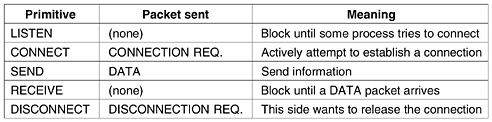 Primitive Packet sent Meaning
LISTEN (none) Block until some process tries to connect
CONNECT CONNECTION REQ. Actively attempt to establish a connection
SEND DATA Send information
RECEIVE (none) Block until a DATA packet arrives
DISCONNECT DISCONNECTION REQ. This side wants to release the connection